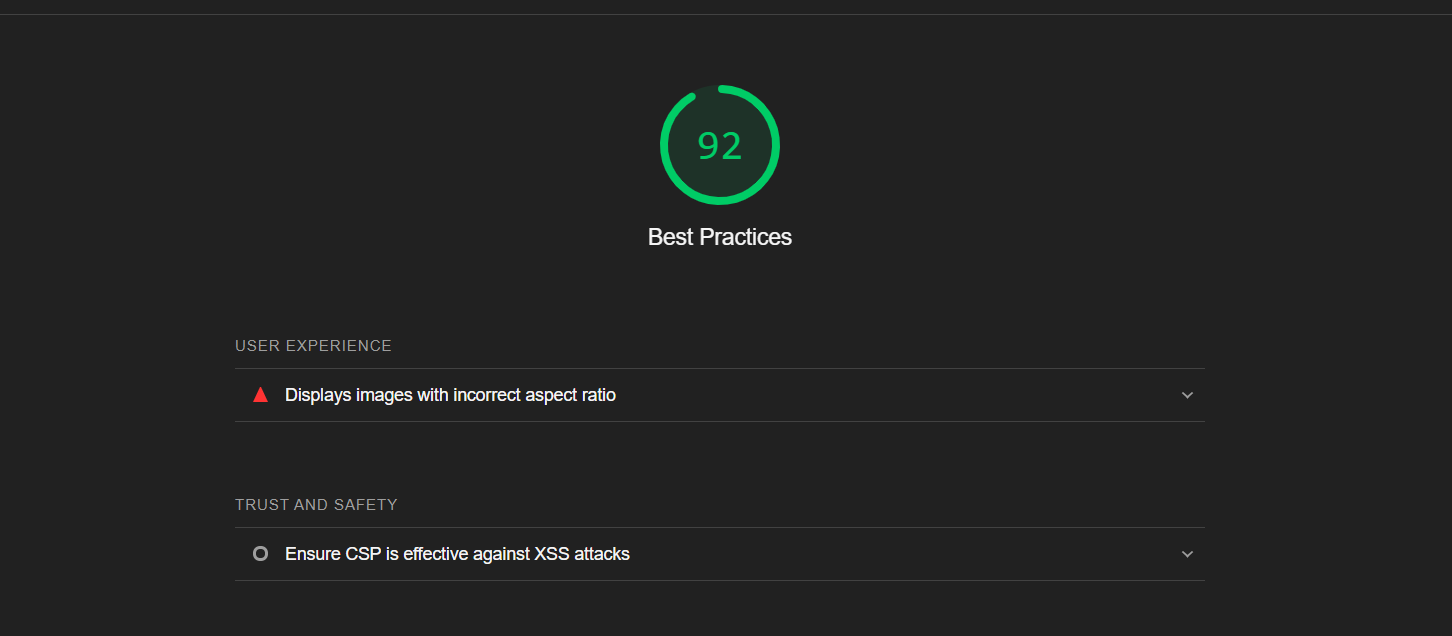 92
Best Practices
USER EXPERIENCE
Displays images with incorrect aspect ratio
TRUST AND SAFETY
Ensure CSP is effective against XSS attacks